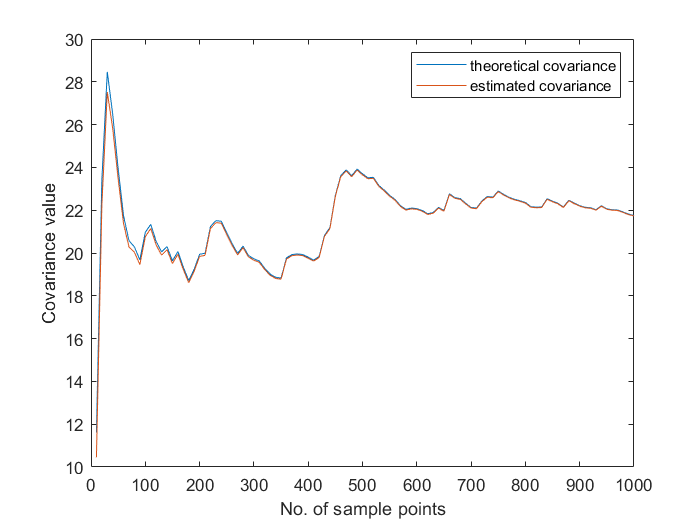 theoretical covariance
estimated covariance
30
28
26
24
22
20
18
16
14
12
10
Covariance value
0 100 200 300 400 500 600 700 800 900 1000
No. of sample points